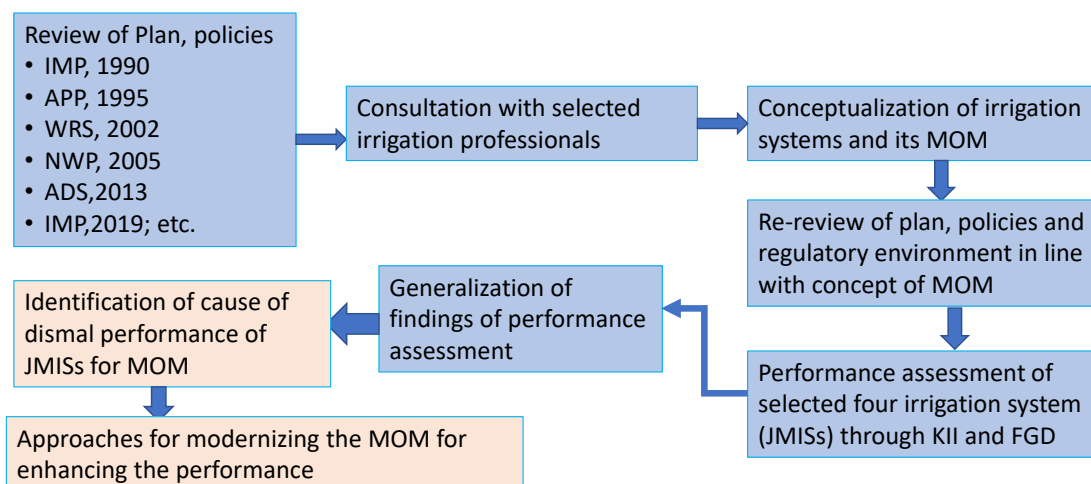 Review of Plan, policies
• IMP, 1990
• APP, 1995
• WRS, 2002
• NWP, 2005
• ADS,2013
• IMP,2019; etc.
Consultation with selected
irrigation professionals
Conceptualization of irrigation
systems and its MOM
Re-review of plan, policies and
regulatory environment in line
with concept of MOM
Performance assessment of
selected four irrigation system
(JMISs) through KII and FGD
Generalization of
findings of performance
assessment
Identification of cause of
dismal performance of
JMISs for MOM
Approaches for modernizing the MOM for
enhancing the performance